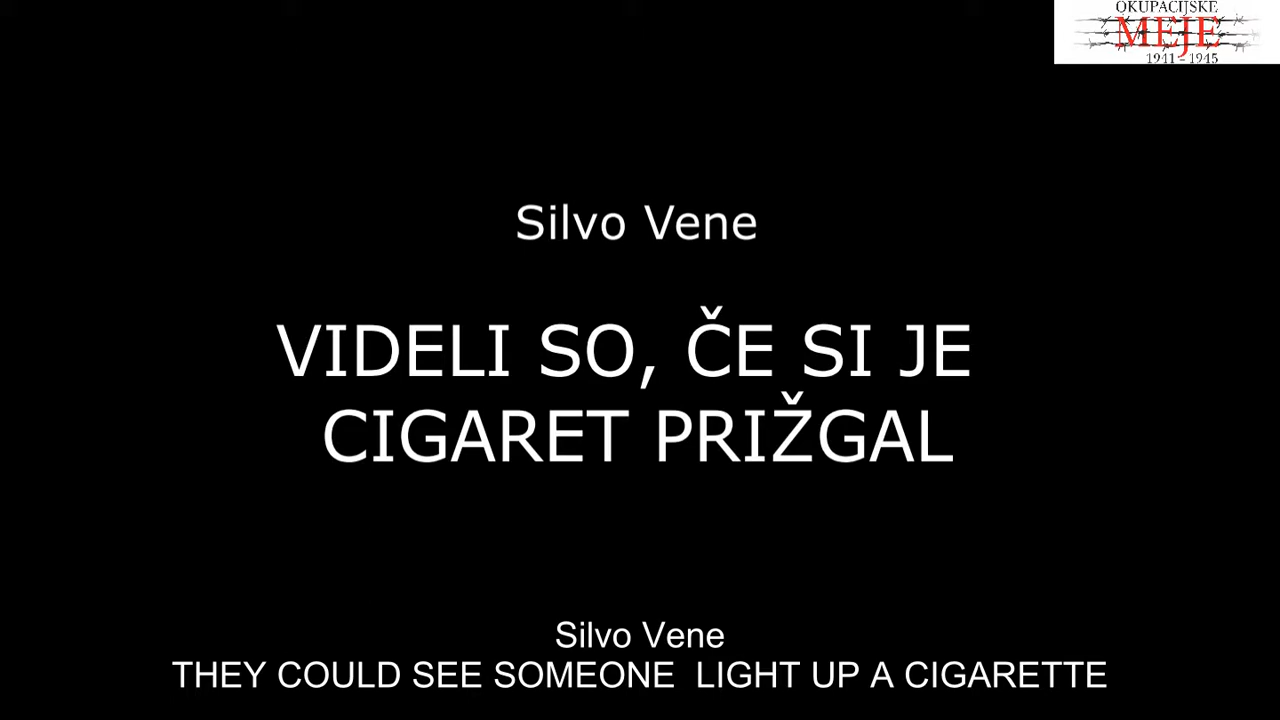 OKUPACIJSKE
MEJE
1941 - 1945
Silvo Vene
VIDELI SO, ČE SI JE
CIGARET PRIŽGAL
Silvo Vene
THEY COULD SEE SOMEONE  LIGHT UP A CIGARETTE